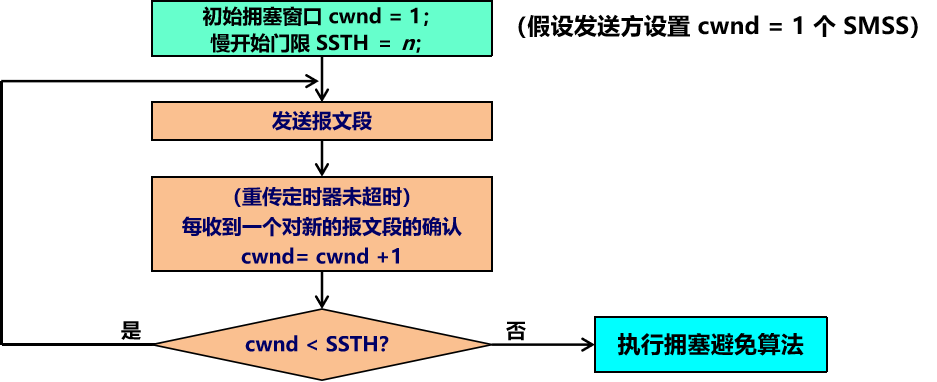 初始拥塞窗口 cwnd = 1；
慢开始门限 SSTH = n;
（假设发送方设置 cwnd = 1 个 SMSS）
发送报文段
（重传定时器未超时）
每收到一个对新的报文段的确认
cwnd= cwnd +1
cwnd < SSTH?
是
否
执行拥塞避免算法